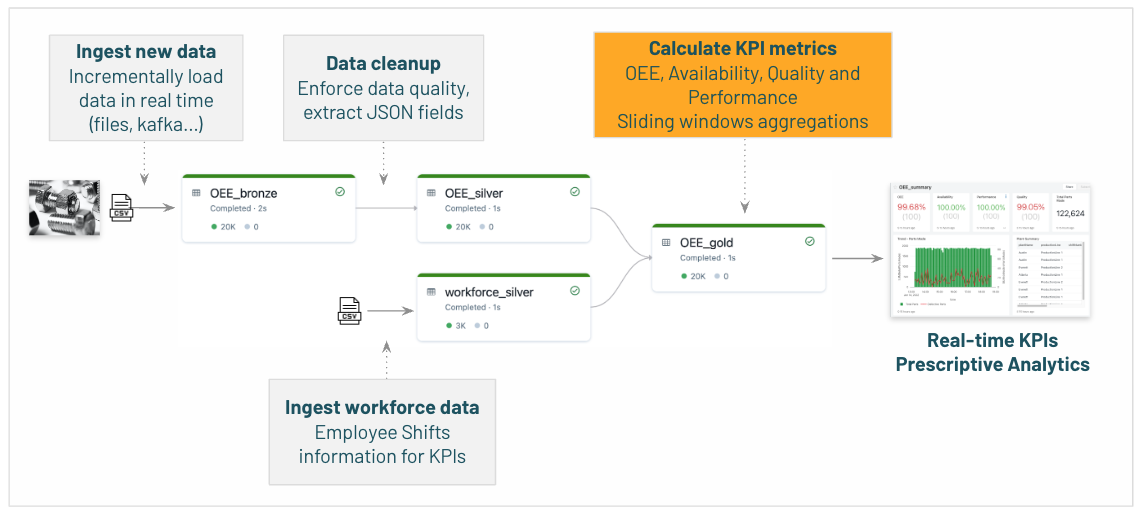 Ingest new data
Incrementally load
data in real time
(files, kafka...)
Data cleanup
Enforce data quality,
extract JSON fields
Calculate KPI metrics
OEE, Availability, Quality and
Performance
Sliding windows aggregations
CSV
OEE_bronze
Completed · 2s
20K 0
OEE_silver
Completed · 1s
20K 0
OEE_gold
Completed · 1s
20K 0
CSV
workforce_silver
Completed · 1s
3K 0
OEE_summary
OEE
99.68%
(100)
Availability
100.00%
(100)
Performance
100.00%
(100)
Quality
99.05%
(100)
122,624
Real-time KPIs
Prescriptive Analytics
Ingest workforce data
Employee Shifts
information for KPIs